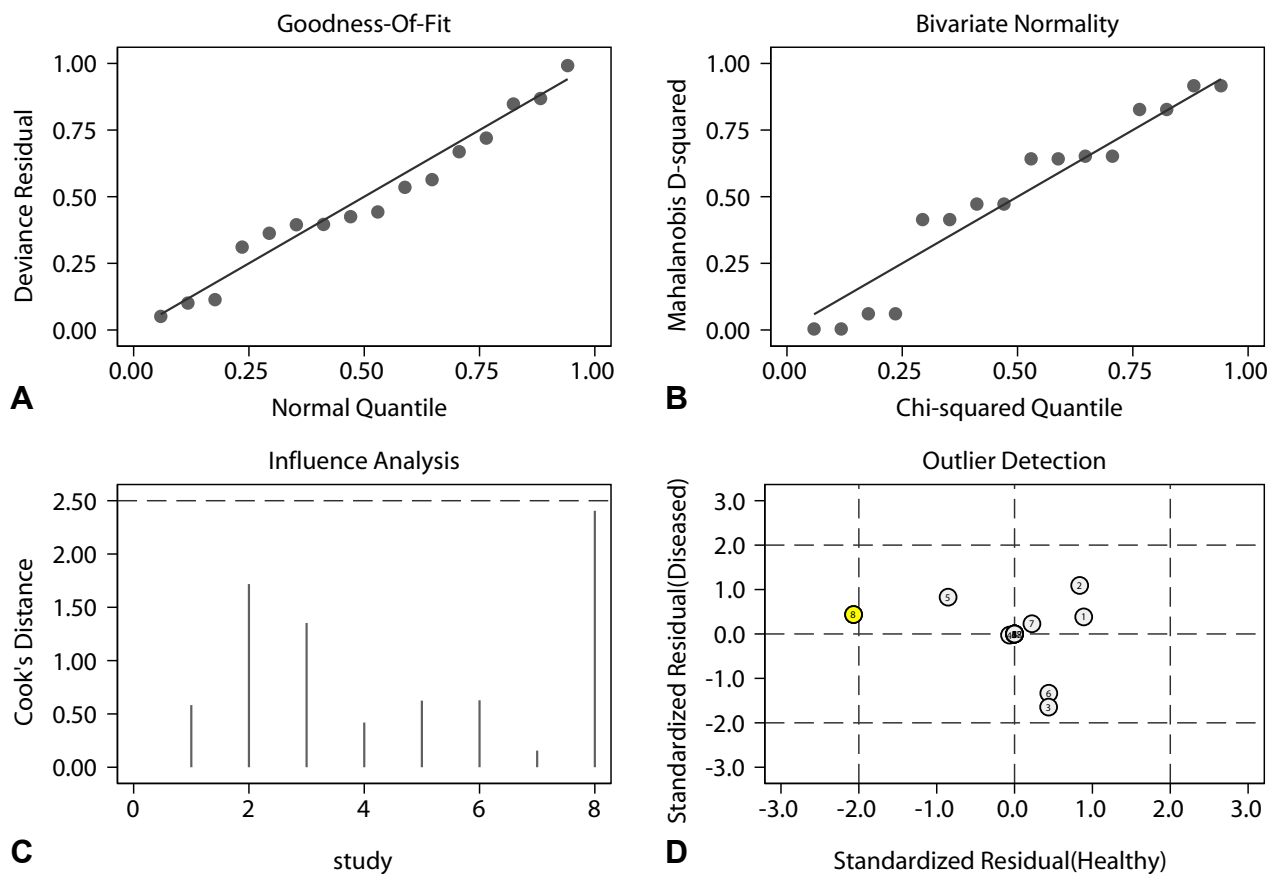 Goodness-Of-Fit
Deviance Residual
1.00
0.75
0.50
0.25
0.00
0.00 0.25 0.50 0.75 1.00
Normal Quantile
A
Bivariate Normality
Mahalanobis D-squared
1.00
0.75
0.50
0.25
0.00
0.00 0.25 0.50 0.75 1.00
Chi-squared Quantile
B
Influence Analysis
Cook's Distance
2.50
2.00
1.50
1.00
0.50
0.00
0 2 4 6 8
study
C
Outlier Detection
Standardized Residual(Diseased)
3.0
2.0
1.0
0.0
-1.0
-2.0
-3.0
2
5
8
1
7
4
6
3
-3.0 -2.0 -1.0 0.0 1.0 2.0 3.0
Standardized Residual(Healthy)
D